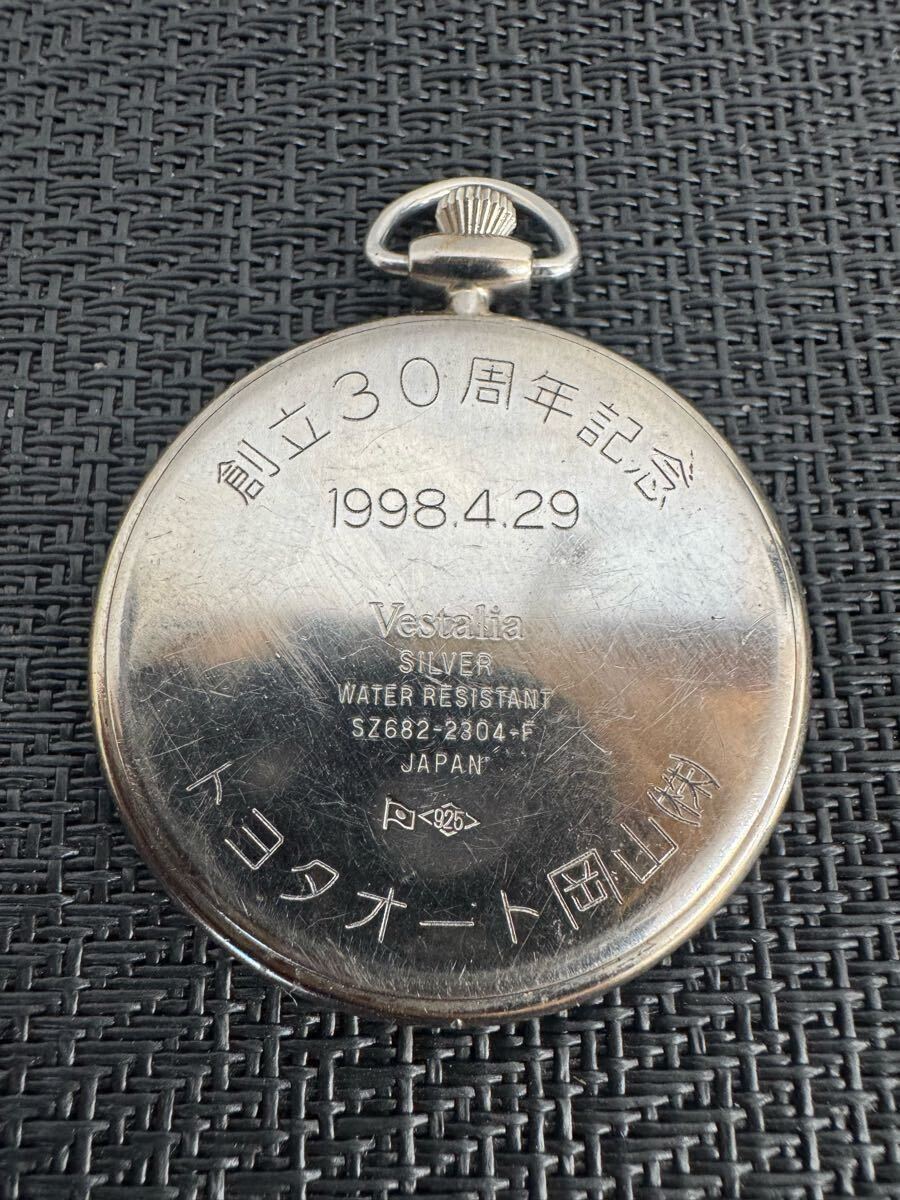 創立30周年記念
1998.4.29
Vestalia
SILVER
WATER RESISTANT
SZ682-2304-F
JAPAN
<925>
トヨタオート岡山㈱